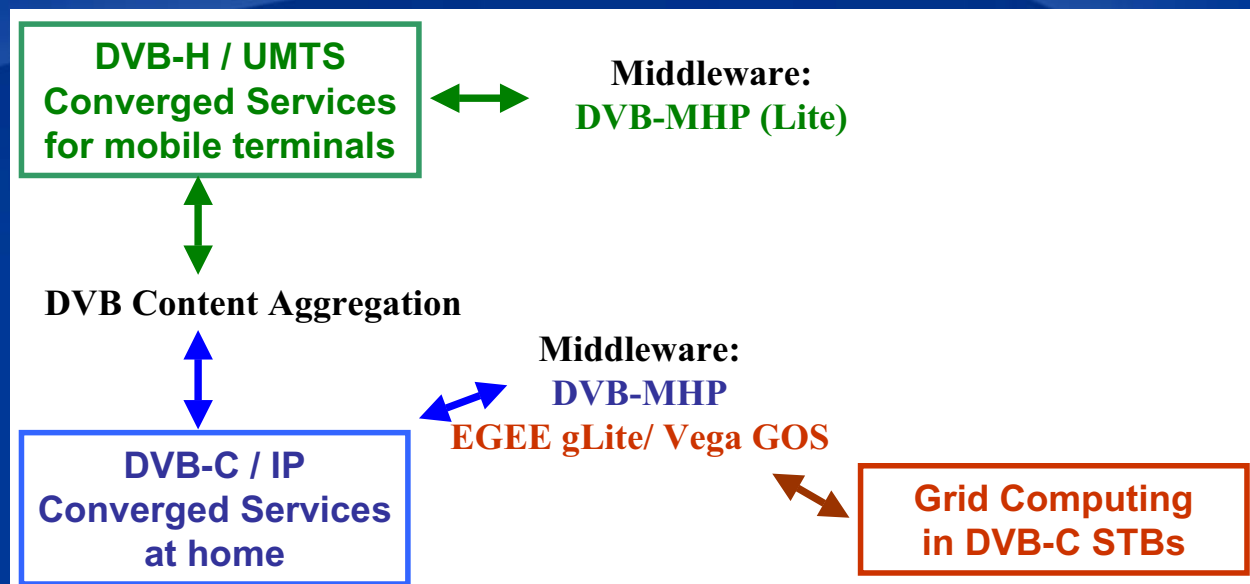 DVB-H / UMTS
Converged Services
for mobile terminals
Middleware:
DVB-MHP (Lite)
DVB Content Aggregation
Middleware:
DVB-MHP
EGEE gLite/ Vega GOS
DVB-C / IP
Converged Services
at home
Grid Computing
in DVB-C STBs